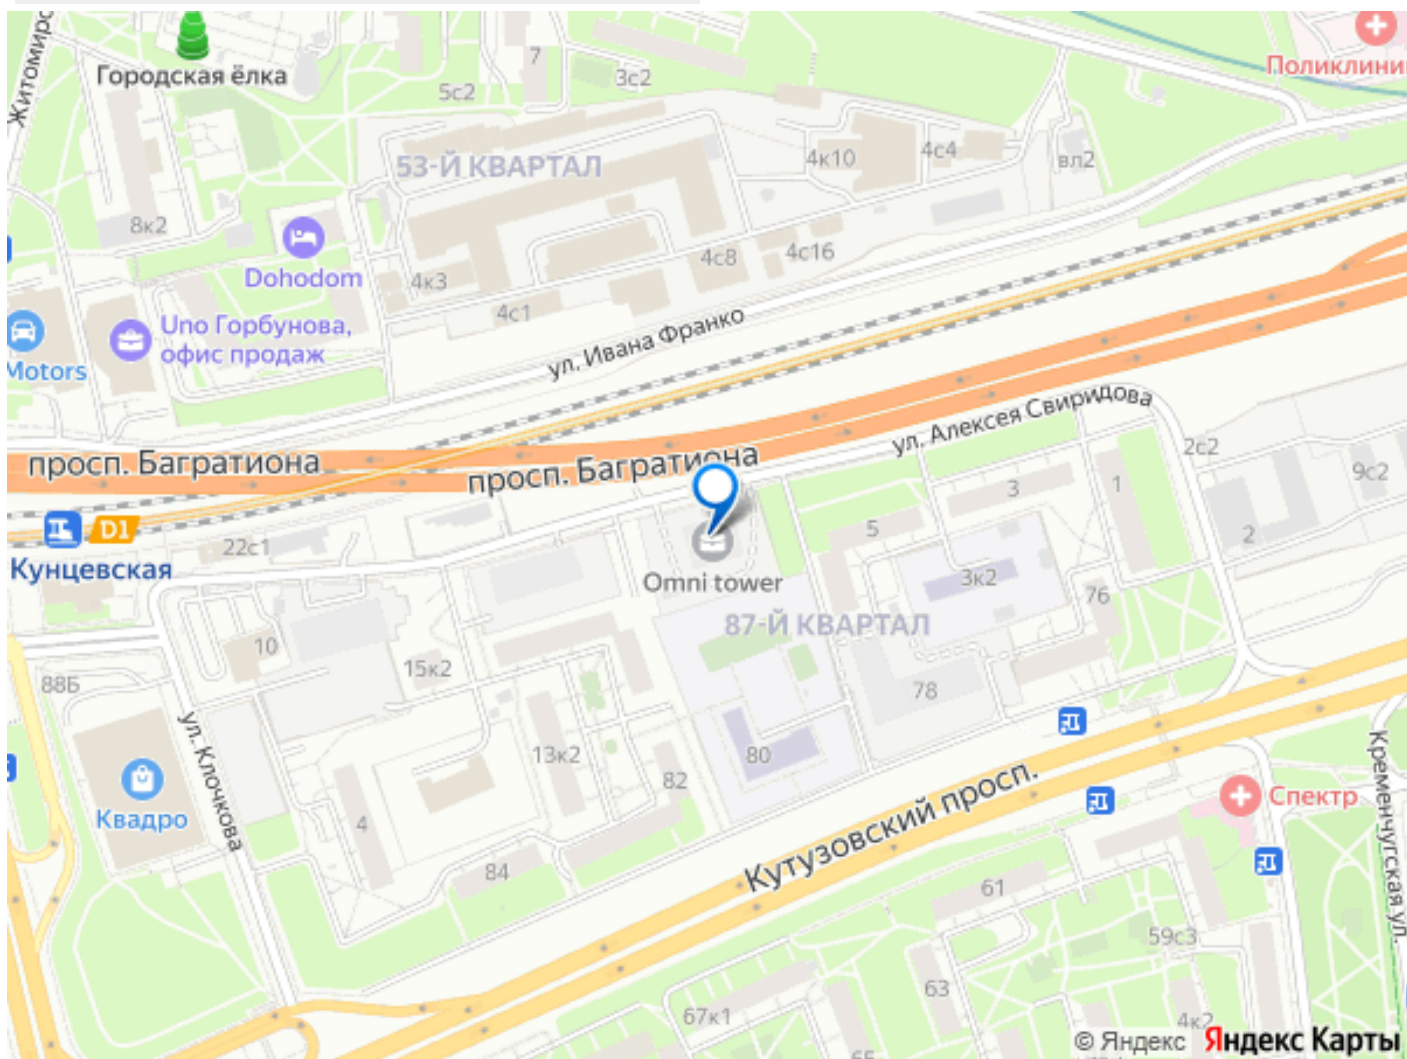 Житомирс
Городская ёлка
7
3с2
5с2
Поликлини
53-Й КВАРТАЛ
4к10
4с4
вл2
8к2
Dohodom
4к3
4с8
4с16
4с1
Uno Горбунова,
офис продаж
Motors
ул. Ивана Франко
ул. Алексея Свиридова
просп. Багратиона
просп. Багратиона
2с2
9с2
3
1
5
2
D1
Кунцевская
22с1
Omni tower
3к2
76
87-Й КВАРТАЛ
10
15к2
88Б
78
ул. Клочкова
13к2
80
82
Квадро
4
84
Кутузовский просп.
Спектр
Кременчугская ул.
61
59с3
63
67к1
65
4к2
© Яндекс Яндекс Карты